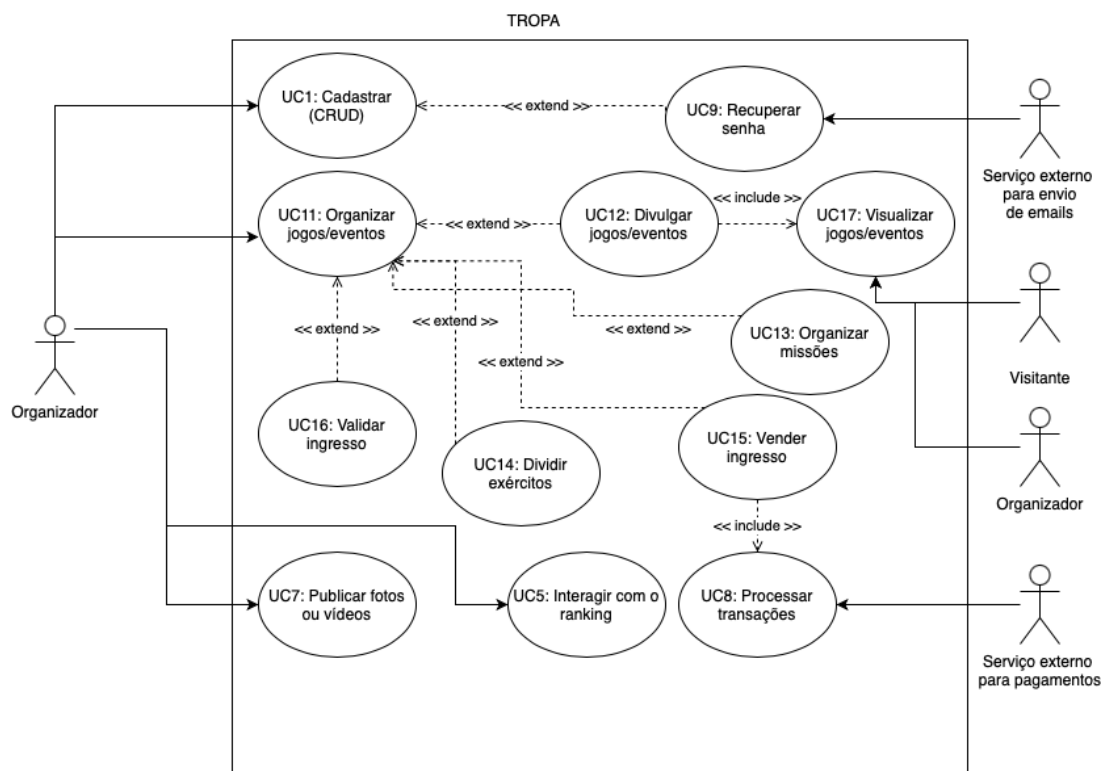 TROPA
UC1: Cadastrar
(CRUD)
<< extend >>
UC9: Recuperar
senha
Serviço externo
para envio
de emails
UC11: Organizar
jogos/eventos
<< extend >>
UC12: Divulgar
jogos/eventos
<< include >>
UC17: Visualizar
jogos/eventos
<< extend >>
<< extend >>
<< extend >>
UC13: Organizar
missões
Visitante
<< extend >>
Organizador
UC16: Validar
ingresso
UC14: Dividir
exércitos
UC15: Vender
ingresso
Organizador
<< include >>
UC7: Publicar fotos
ou vídeos
UC5: Interagir com o
ranking
UC8: Processar
transações
Serviço externo
para pagamentos